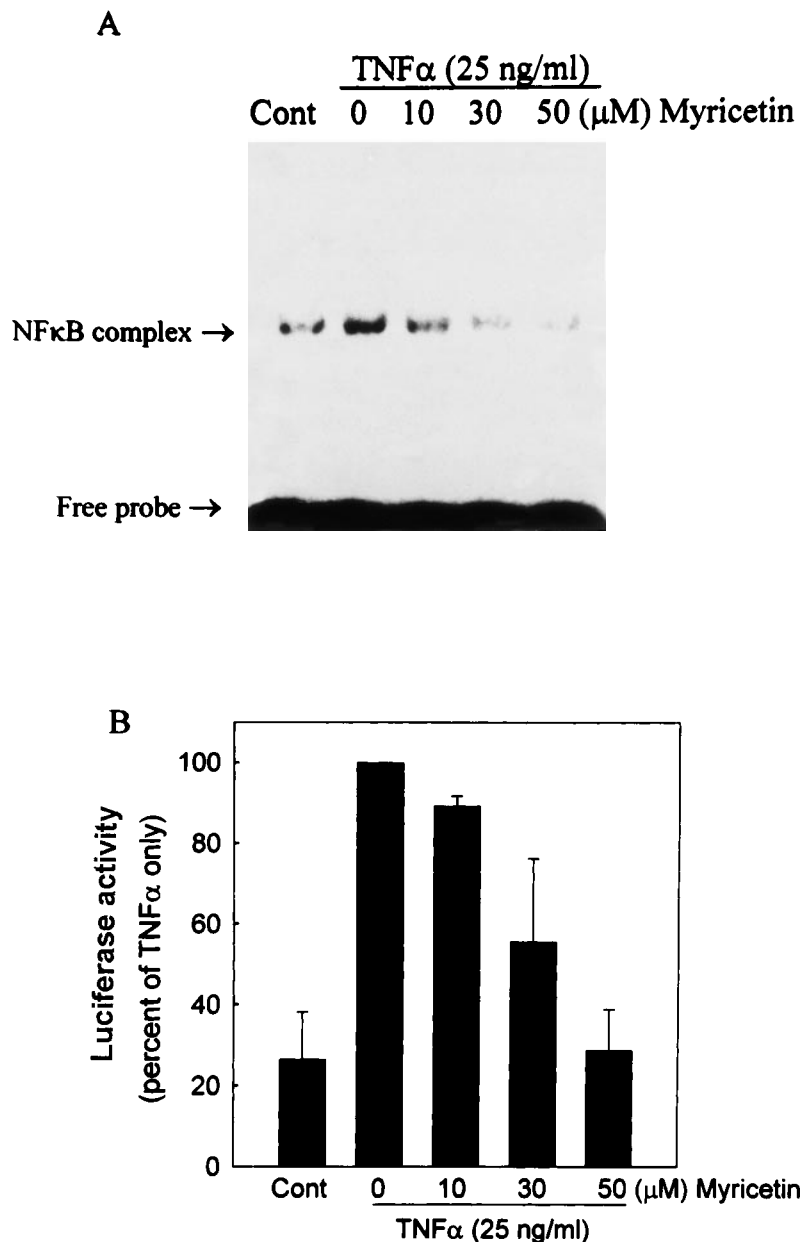 A
TNFα (25 ng/ml)
Cont 0 10 30 50 (μM) Myricetin
NFκB complex →
Free probe →
B
Luciferase activity
(percent of TNFα only)
100
80
60
40
20
0
Cont 0 10 30 50 (μM) Myricetin
TNFα (25 ng/ml)